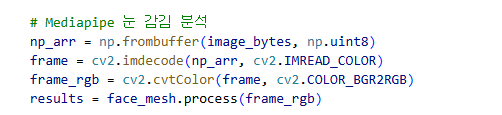 # Mediapipe 눈 감김 분석
np_arr = np.frombuffer(image_bytes, np.uint8)
frame = cv2.imdecode(np_arr, cv2.IMREAD_COLOR)
frame_rgb = cv2.cvtColor(frame, cv2.COLOR_BGR2RGB)
results = face_mesh.process(frame_rgb)